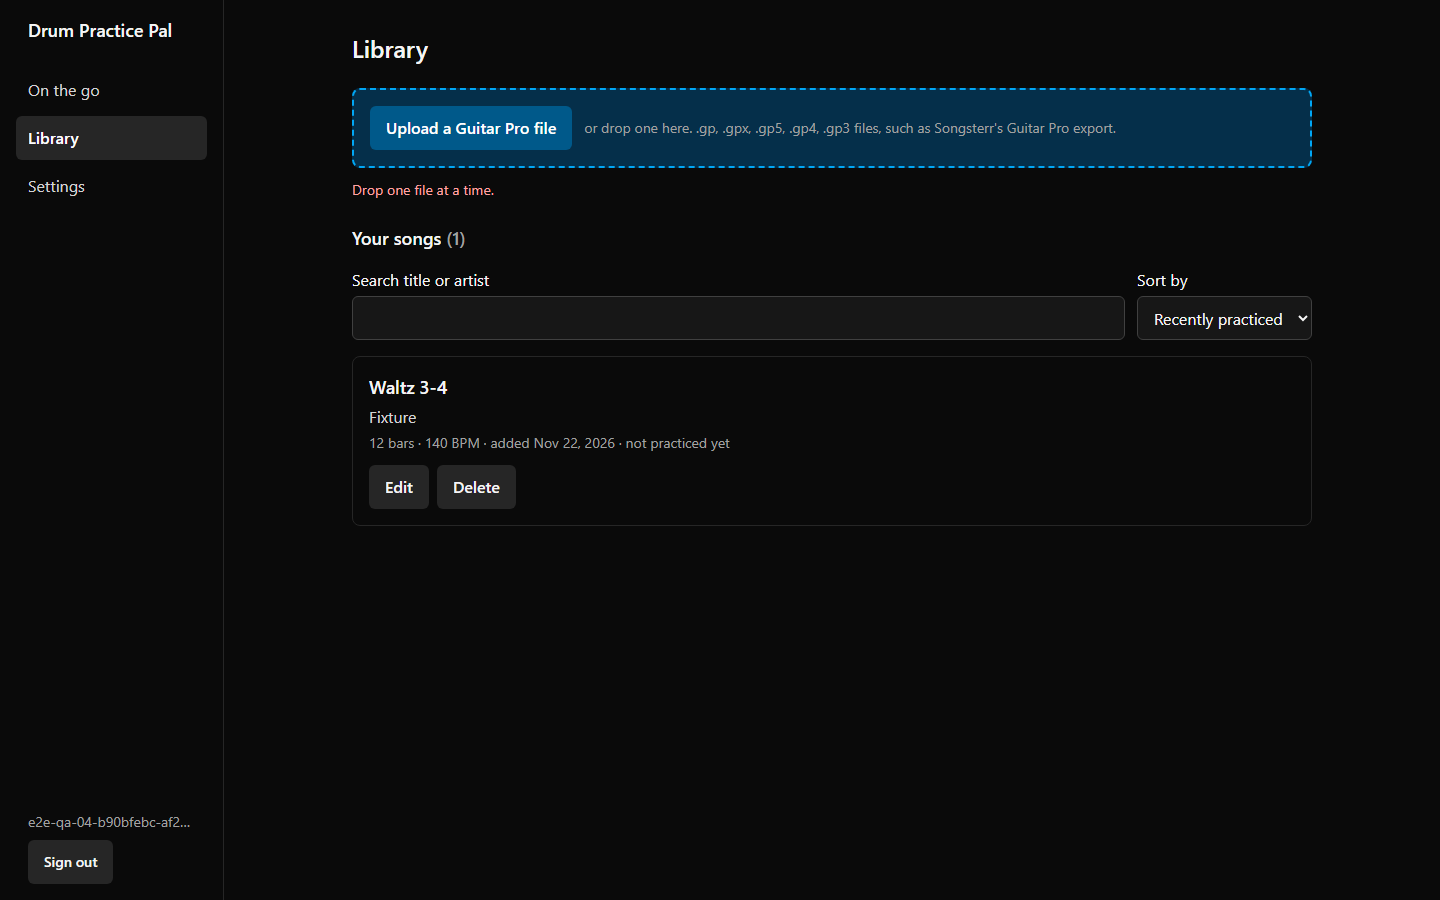 Drum Practice Pal
On the go
Library
Settings
e2e-qa-04-b90bfebc-af2...
Sign out
Library
Upload a Guitar Pro file
or drop one here. .gp, .gpx, .gp5, .gp4, .gp3 files, such as Songsterr's Guitar Pro export.
Drop one file at a time.
Your songs (1)
Search title or artist
Sort by
Recently practiced
Waltz 3-4
Fixture
12 bars · 140 BPM · added Nov 22, 2026 · not practiced yet
Edit
Delete